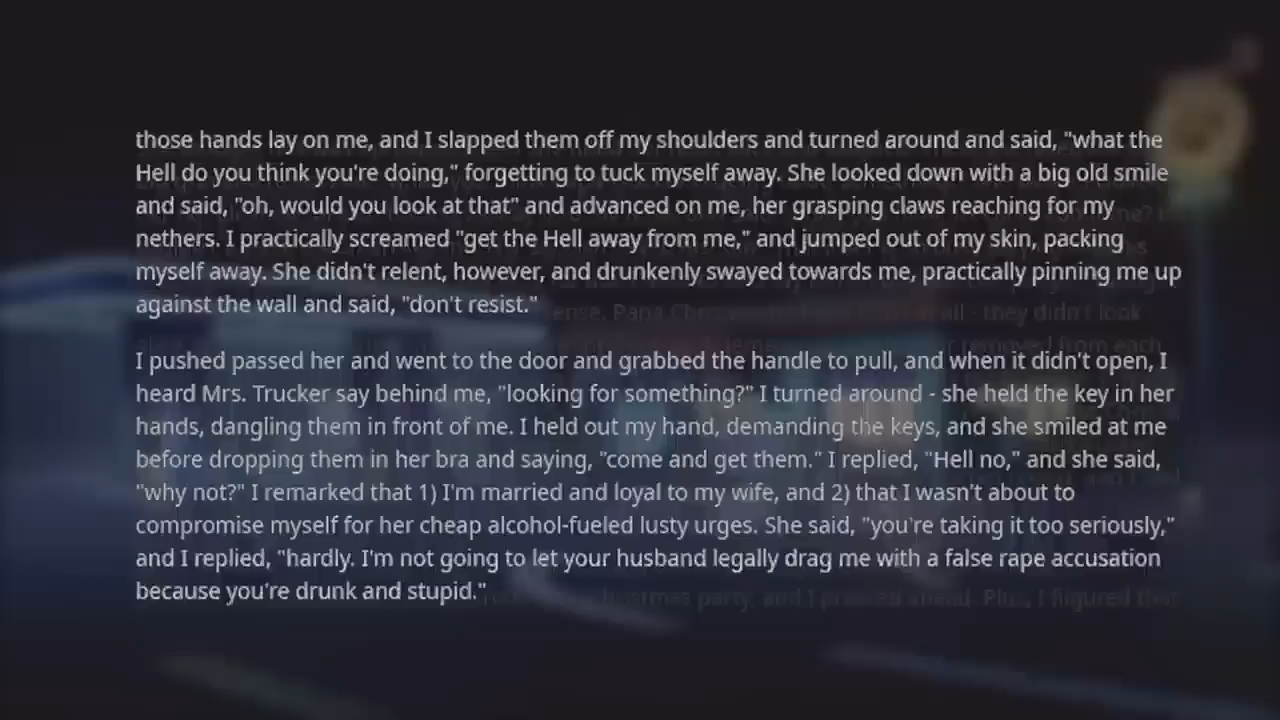 those hands lay on me, and I slapped them off my shoulders and turned around and said, "what the
Hell do you think you're doing," forgetting to tuck myself away. She looked down with a big old smile
and said, "oh, would you look at that" and advanced on me, her grasping claws reaching for my
nethers. I practically screamed "get the Hell away from me," and jumped out of my skin, packing
myself away. She didn't relent, however, and drunkenly swayed towards me, practically pinning me up
against the wall and said, "don't resist."
I pushed passed her and went to the door and grabbed the handle to pull, and when it didn't open, I
heard Mrs. Trucker say behind me, "looking for something?" I turned around - she held the key in her
hands, dangling them in front of me. I held out my hand, demanding the keys, and she smiled at me
before dropping them in her bra and saying, "come and get them." I replied, "Hell no," and she said,
"why not?" I remarked that 1) I'm married and loyal to my wife, and 2) that I wasn't about to
compromise myself for her cheap alcohol-fueled lusty urges. She said, "you're taking it too seriously,"
and I replied, "hardly. I'm not going to let your husband legally drag me with a false rape accusation
because you're drunk and stupid."